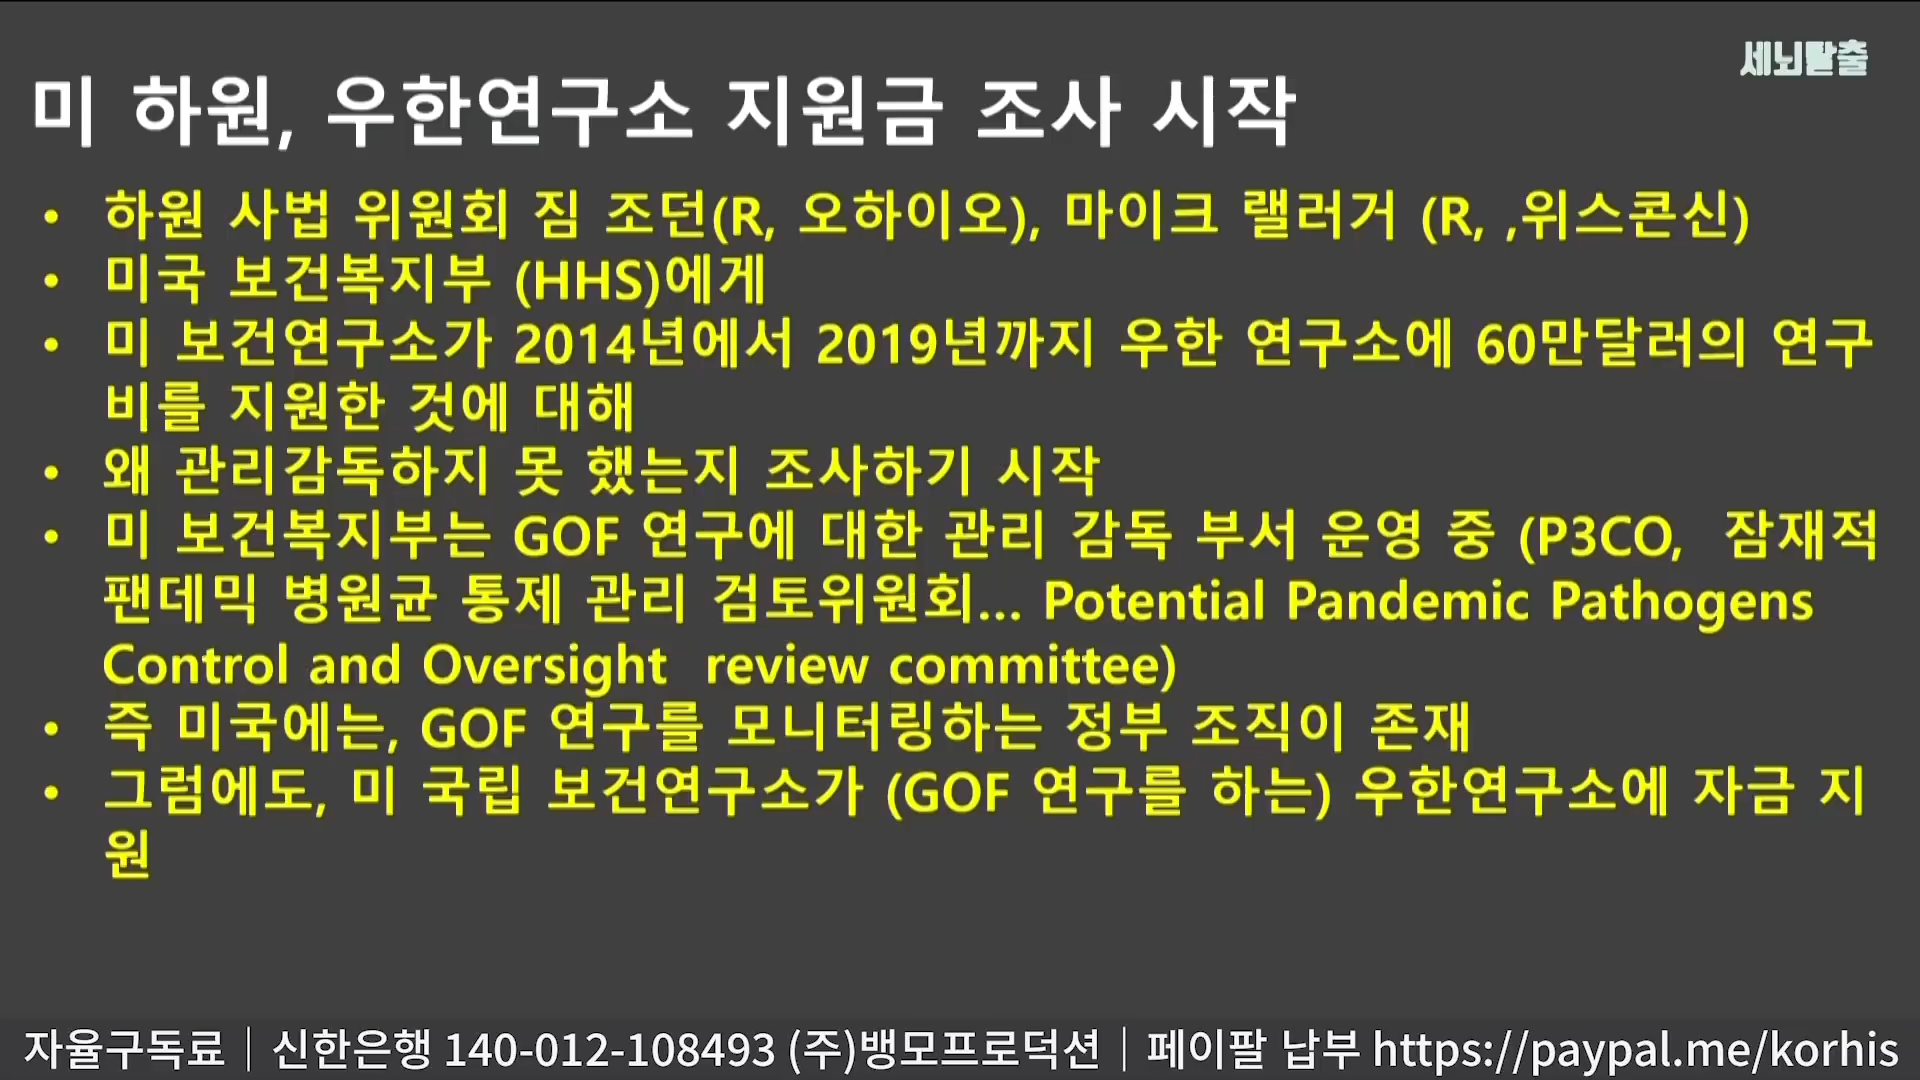 세뇌탈출
미 하원, 우한연구소 지원금 조사 시작
• 하원 사법 위원회 짐 조던(R, 오하이오), 마이크 랠러거 (R, ,위스콘신)
• 미국 보건복지부 (HHS)에게
• 미 보건연구소가 2014년에서 2019년까지 우한 연구소에 60만달러의 연구
비를 지원한 것에 대해
• 왜 관리감독하지 못 했는지 조사하기 시작
• 미 보건복지부는 GOF 연구에 대한 관리 감독 부서 운영 중 (P3CO, 잠재적
팬데믹 병원균 통제 관리 검토위원회... Potential Pandemic Pathogens
Control and Oversight review committee)
• 즉 미국에는, GOF 연구를 모니터링하는 정부 조직이 존재
• 그럼에도, 미 국립 보건연구소가 (GOF 연구를 하는) 우한연구소에 자금 지
원
자율구독료│신한은행 140-012-108493 (주)뱅모프로덕션│페이팔 납부 https://paypal.me/korhis